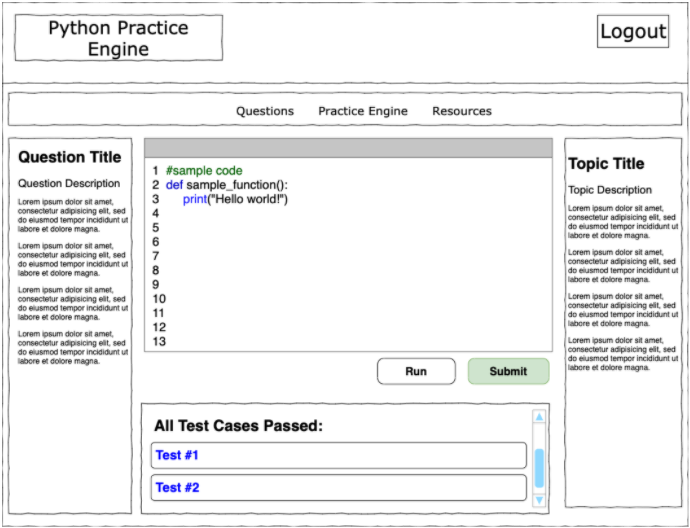 Python Practice
Engine
Logout
Questions Practice Engine Resources
Question Title
Question Description
Lorem ipsum dolor sit amet,
consectetur adipisicing elit, sed
do eiusmod tempor incididunt ut
labore et dolore magna.
Lorem ipsum dolor sit amet,
consectetur adipisicing elit, sed
do eiusmod tempor incididunt ut
labore et dolore magna.
Lorem ipsum dolor sit amet,
consectetur adipisicing elit, sed
do eiusmod tempor incididunt ut
labore et dolore magna.
Lorem ipsum dolor sit amet,
consectetur adipisicing elit, sed
do eiusmod tempor incididunt ut
labore et dolore magna.
1 #sample code
2 def sample_function():
3 print("Hello world!")
4
5
6
7
8
9
10
11
12
13
Run Submit
All Test Cases Passed:
Test #1
Test #2
Topic Title
Topic Description
Lorem ipsum dolor sit amet,
consectetur adipisicing elit, sed
do eiusmod tempor incididunt ut
labore et dolore magna.
Lorem ipsum dolor sit amet,
consectetur adipisicing elit, sed
do eiusmod tempor incididunt ut
labore et dolore magna.
Lorem ipsum dolor sit amet,
consectetur adipisicing elit, sed
do eiusmod tempor incididunt ut
labore et dolore magna.
Lorem ipsum dolor sit amet,
consectetur adipisicing elit, sed
do eiusmod tempor incididunt ut
labore et dolore magna.